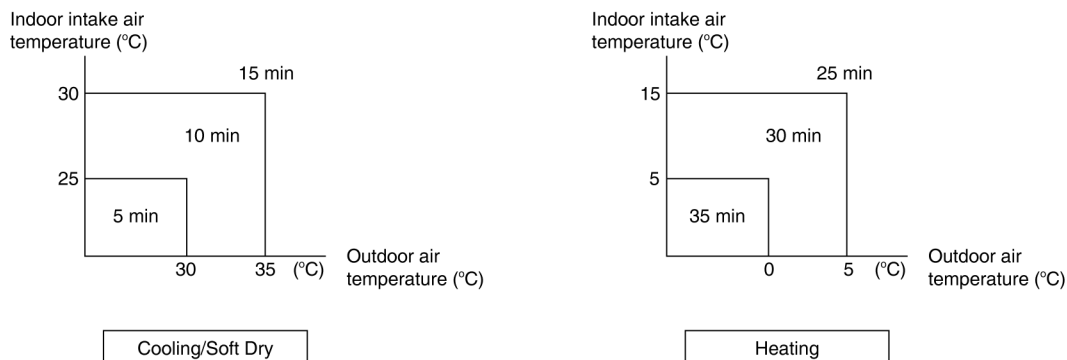 Indoor intake air
temperature (°C)
15 min
30
10 min
25
5 min
30 35 (°C)
Outdoor air
temperature (°C)
Cooling/Soft Dry
Indoor intake air
temperature (°C)
25 min
15
30 min
5
35 min
0 5 (°C)
Outdoor air
temperature (°C)
Heating